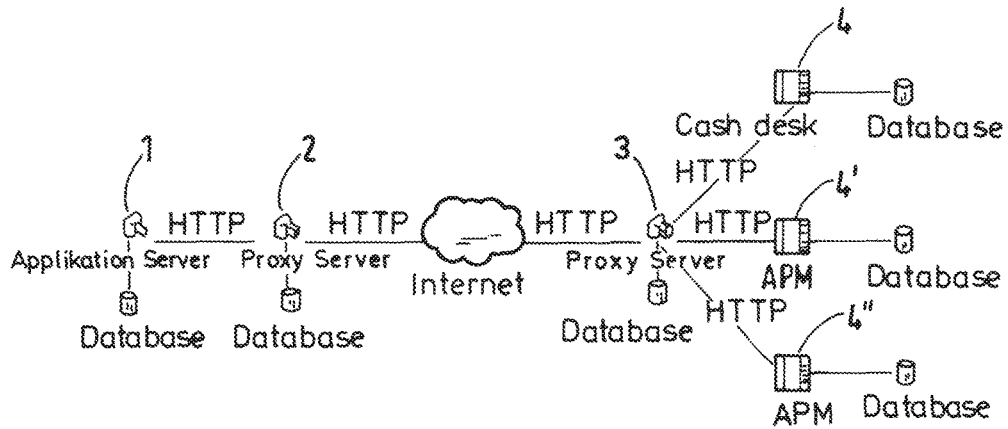 4
Cash desk
Database
1
2
3
HTTP
4'
HTTP
HTTP
HTTP
HTTP
Applikation Server
Proxy Server
Internet
Proxy Server
APM
Database
Database
Database
Database
HTTP
4"
APM
Database